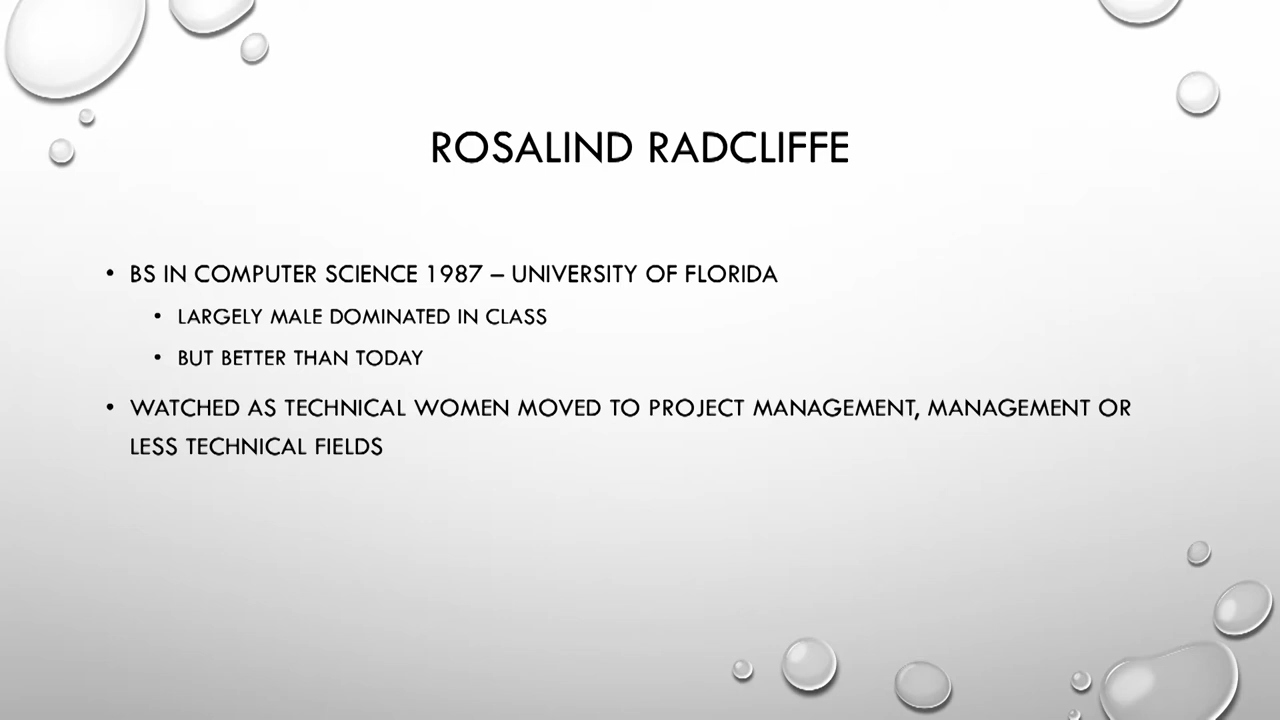 ROSALIND RADCLIFFE
• BS IN COMPUTER SCIENCE 1987 – UNIVERSITY OF FLORIDA
• LARGELY MALE DOMINATED IN CLASS
• BUT BETTER THAN TODAY
• WATCHED AS TECHNICAL WOMEN MOVED TO PROJECT MANAGEMENT, MANAGEMENT OR
LESS TECHNICAL FIELDS